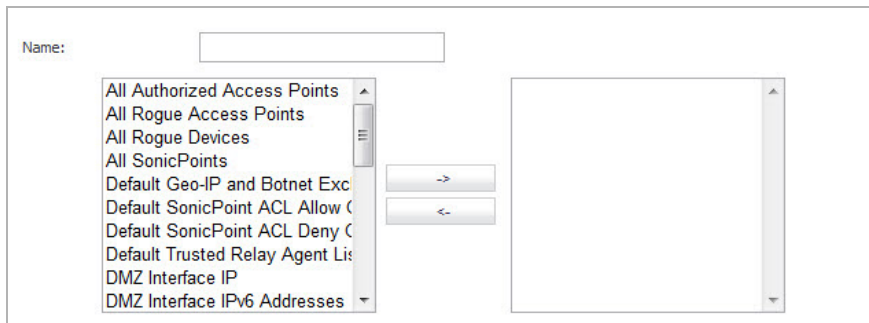 Name:
All Authorized Access Points
All Rogue Access Points
All Rogue Devices
All SonicPoints
Default Geo-IP and Botnet Excl
Default SonicPoint ACL Allow
Default SonicPoint ACL Deny
Default Trusted Relay Agent Lis
DMZ Interface IP
DMZ Interface IPv6 Addresses
->
<-